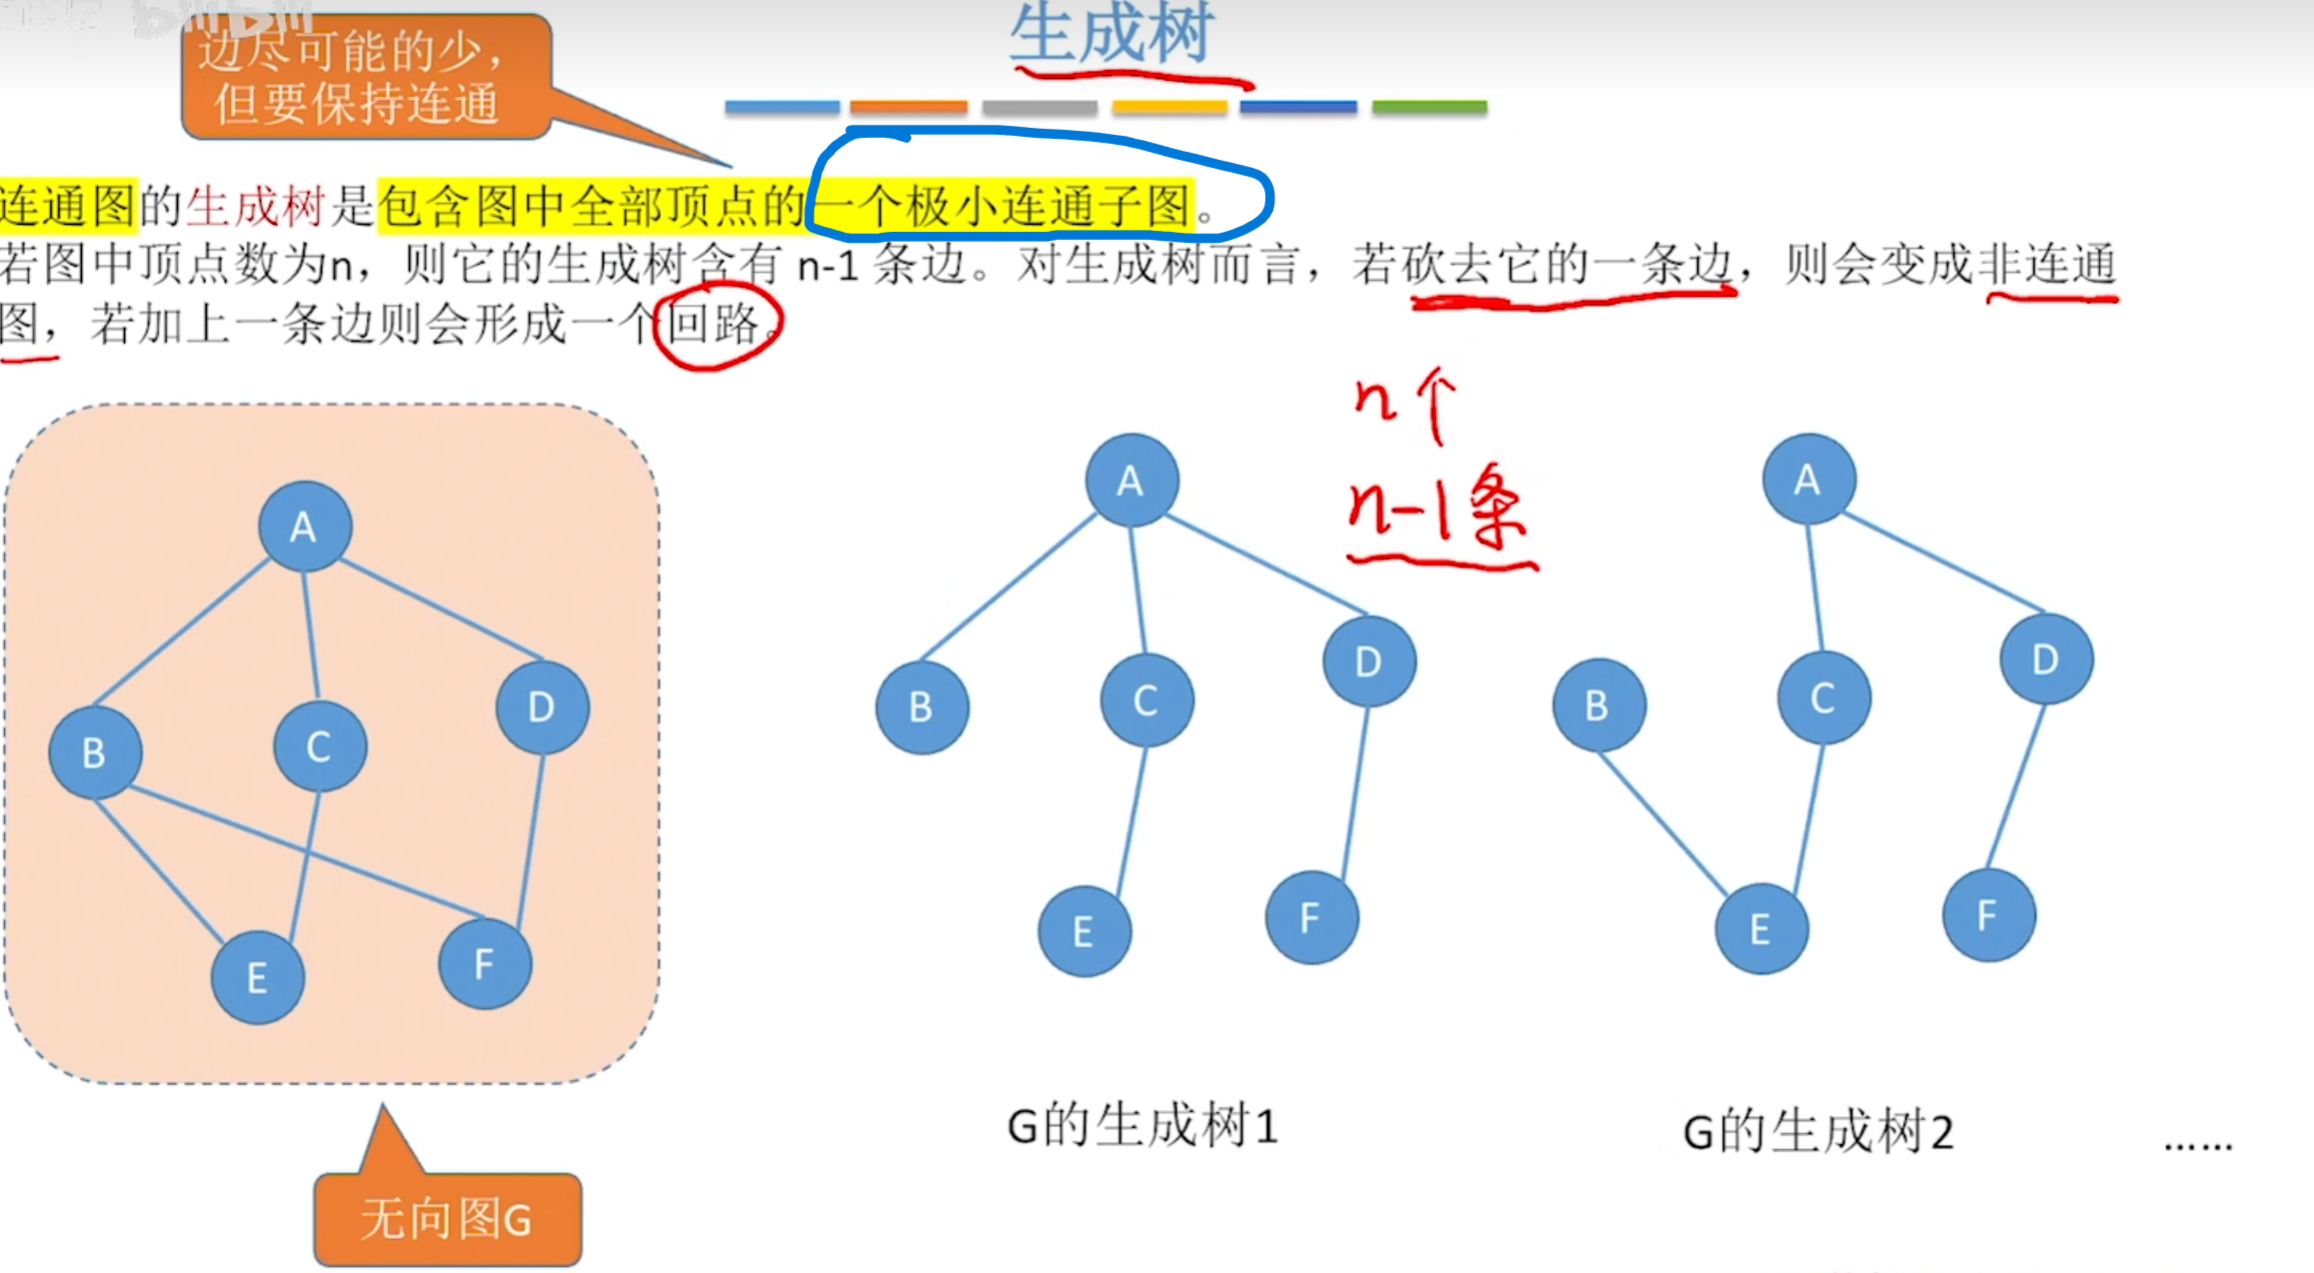 边尽可能的少，
但要保持连通
生成树
连通图的生成树是包含图中全部顶点的一个极小连通子图。
若图中顶点数为n，则它的生成树含有 n-1 条边。对生成树而言，若砍去它的一条边，则会变成非连通
图，若加上一条边则会形成一个回路。
n个
n-1条
A
B
C
D
E
F
无向图G
A
B
C
D
E
F
G的生成树1
A
B
C
D
E
F
G的生成树2
……